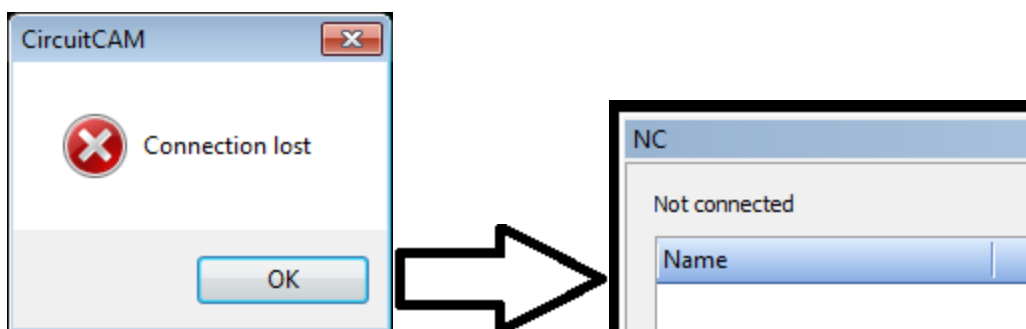 CircuitCAM
Connection lost
OK
NC
Not connected
Name